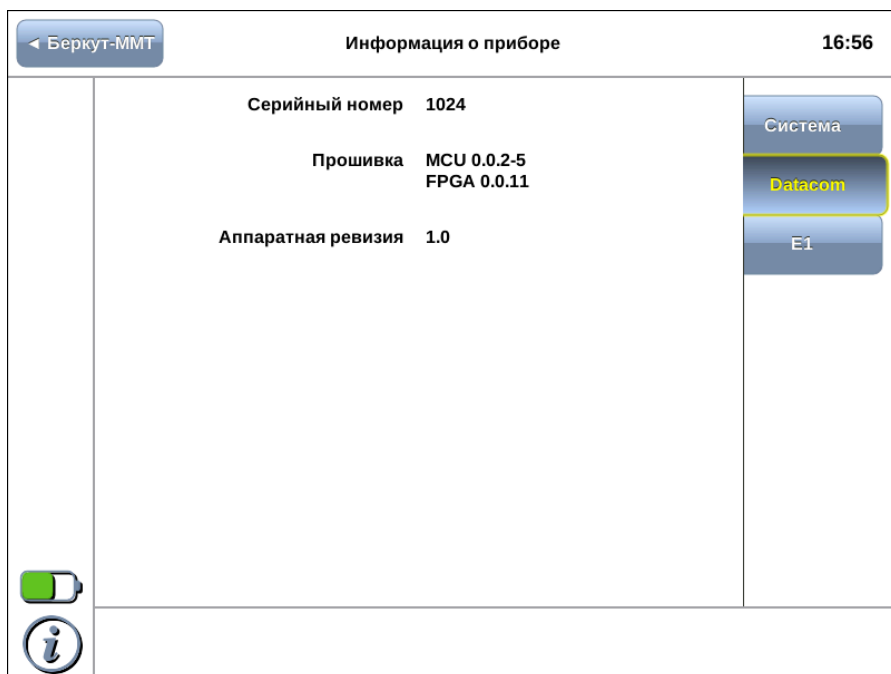 ◄ Беркут-ММТ
Информация о приборе
16:56
Серийный номер 1024
Прошивка MCU 0.0.2-5
FPGA 0.0.11
Аппаратная ревизия 1.0
Система
Datacom
E1
i